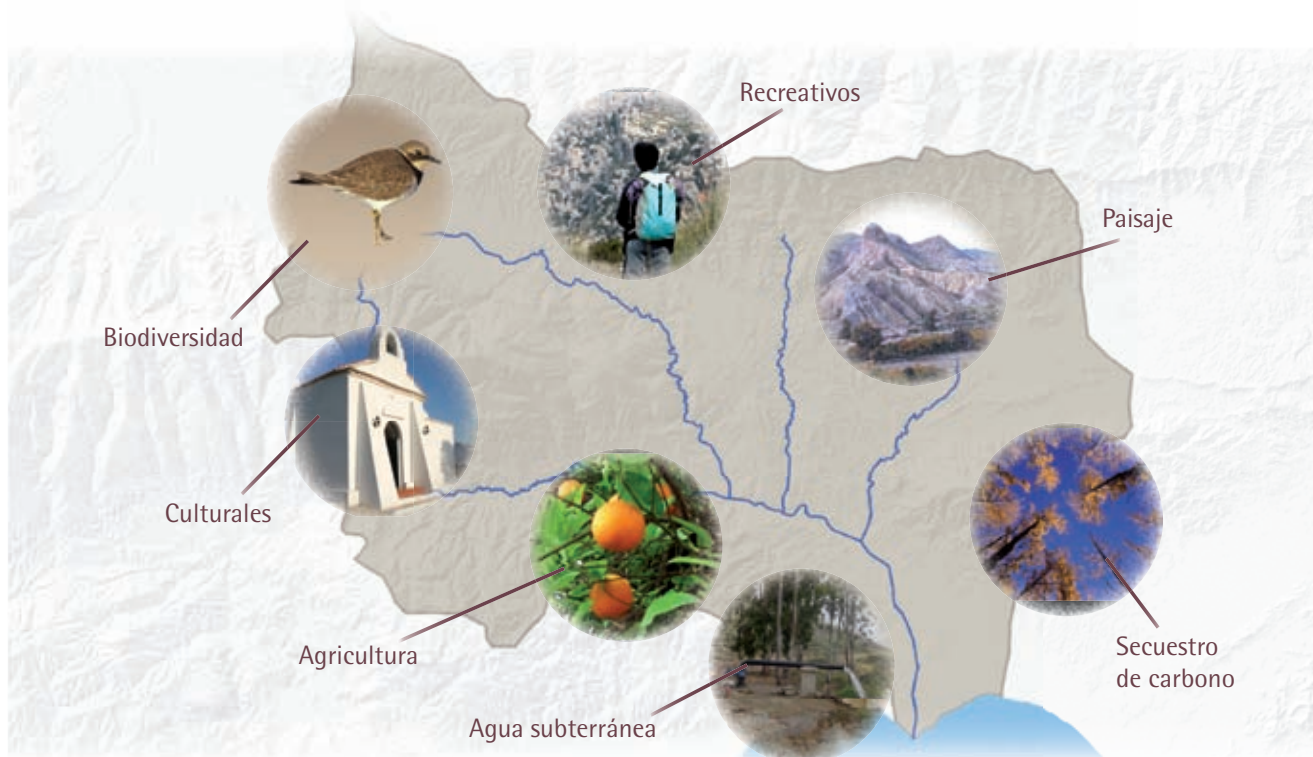 Recreativos
Paisaje
Biodiversidad
Culturales
Agricultura
Secuestro
de carbono
Agua subterránea